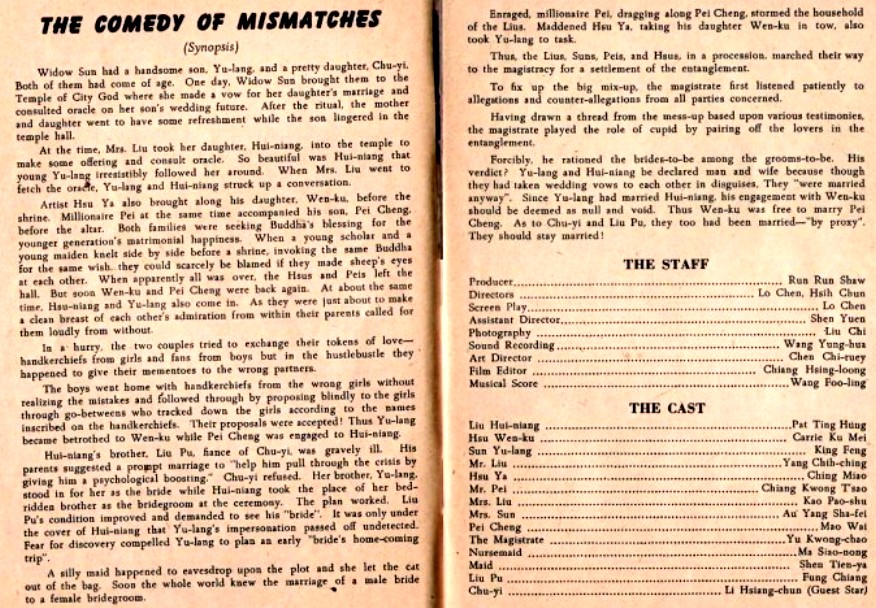 THE COMEDY OF MISMATCHES
(Synopsis)
Widow Sun had a handsome son, Yu-lang, and a pretty daughter, Chu-yi.
Both of them had come of age. One day, Widow Sun brought them to the
Temple of City God where she made a vow for her daughter's marriage and
consulted oracle on her son's wedding future. After the ritual, the mother
and daughter went to have some refreshment while the son lingered in the
temple hall.
At the time, Mrs. Liu took her daughter, Hui-niang, into the temple to
make some offering and consult oracle. So beautiful was Hui-niang that
young Yu-lang irresistibly followed her around. When Mrs. Liu went to
fetch the oracle, Yu-lang and Hui-niang struck up a conversation.
Artist Hsu Ya also brought along his daughter, Wen-ku, before the
shrine. Millionaire Pei at the same time accompanied his son, Pei Cheng,
before the altar. Both families were seeking Buddha's blessing for the
younger generation's matrimonial happiness. When a young scholar and a
young maiden knelt side by side before a shrine, invoking the same Buddha
for the same wish, they could scarcely be blamed if they made sheep's eyes
at each other. When apparently all was over, the Hsus and Peis left the
hall. But soon Wen-ku and Pei Cheng were back again. At about the same
time, Hsu-niang and Yu-lang also come in. As they were just about to make
a clean breast of each other's admiration from within their parents called for
them loudly from without.
In a hurry, the two couples tried to exchange their tokens of love—
handkerchiefs from girls and fans from boys but in the hustlebustle they
happened to give their mementoes to the wrong partners.
The boys went home with handkerchiefs from the wrong girls without
realizing the mistakes and followed through by proposing blindly to the girls
through go-betweens who tracked down the girls according to the names
inscribed on the handkerchiefs. Their proposals were accepted! Thus Yu-lang
became betrothed to Wen-ku while Pei Cheng was engaged to Hui-niang.
Hui-niang's brother, Liu Pu, fiance of Chu-yi, was gravely ill. His
parents suggested a prompt marriage to "help him pull through the crisis by
giving him a psychological boosting." Chu-yi refused. Her brother, Yu-lang,
stood in for her as the bride while Hui-niang took the place of her bed-
ridden brother as the bridegroom at the ceremony. The plan worked. Liu
Pu's condition improved and demanded to see his "bride". It was only under
the cover of Hui-niang that Yu-lang's impersonation passed off undetected.
Fear for discovery compelled Yu-lang to plan an early "bride's home-coming
trip".
A silly maid happened to eavesdrop upon the plot and she let the cat
out of the bag. Soon the whole world knew the marriage of a male bride
to a female bridegroom.
Enraged, millionaire Pei, dragging along Pei Cheng, stormed the household
of the Lius. Maddened Hsu Ya, taking his daughter Wen-ku in tow, also
took Yu-lang to task.
Thus, the Lius, Suns, Peis, and Hsus, in a procession, marched their way
to the magistracy for a settlement of the entanglement.
To fix up the big mix-up, the magistrate first listened patiently to
allegations and counter-allegations from all parties concerned.
Having drawn a thread from the mess-up based upon various testimonies,
the magistrate played the role of cupid by pairing off the lovers in the
entanglement.
Forcibly, he rationed the brides-to-be among the grooms-to-be. His
verdict? Yu-lang and Hui-niang be declared man and wife because though
they had taken wedding vows to each other in disguises, They "were married
anyway". Since Yu-lang had married Hui-niang, his engagement with Wen-ku
should be deemed as null and void. Thus Wen-ku was free to marry Pei
Cheng. As to Chu-yi and Liu Pu, they too had been married—"by proxy".
They should stay married!
THE STAFF
Producer Run Run Shaw
Directors Lo Chen, Hsih Chun
Screen Play Lo Chen
Assistant Director Shen Yuen
Photography Liu Chi
Sound Recording Wang Yung-hua
Art Director Chen Chi-ruey
Film Editor Chiang Hsing-loong
Musical Score Wang Foo-ling
THE CAST
Liu Hui-niang Pat Ting Hung
Hsu Wen-ku Carrie Ku Mei
Sun Yu-lang King Feng
Mr. Liu Yang Chih-ching
Hsu Ya Ching Miao
Mr. Pei Chiang Kwong Tsao
Mrs. Liu Kao Pao-shu
Mrs. Sun Au Yang Sha-fei
Pei Cheng Mao Wai
The Magistrate Yu Kwong-chao
Nursemaid Ma Siao-nong
Maid Shen Tien-ya
Liu Pu Fung Chiang
Chu-yi Li Hsiang-chun (Guest Star)